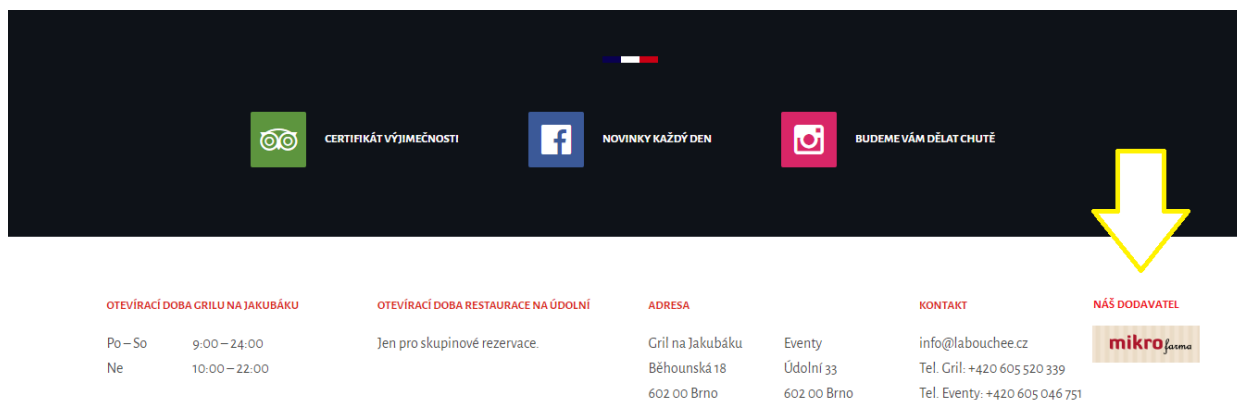 CERTIFIKÁT VÝJIMEČNOSTI
NOVINKY KAŽDÝ DEN
BUDEME VÁM DĚLAT CHUTĚ
OTEVÍRACÍ DOBA GRILU NA JAKUBÁKU
Po – So 9:00 – 24:00
Ne 10:00 – 22:00
OTEVÍRACÍ DOBA RESTAURACE NA ÚDOLNÍ
Jen pro skupinové rezervace.
ADRESA
Gril na Jakubáku
Běhounská 18
602 00 Brno
Eventy
Údolní 33
602 00 Brno
KONTAKT
info@labouchee.cz
Tel. Gril: +420 605 520 339
Tel. Eventy: +420 605 046 751
NÁŠ DODAVATEL
mikrofarma